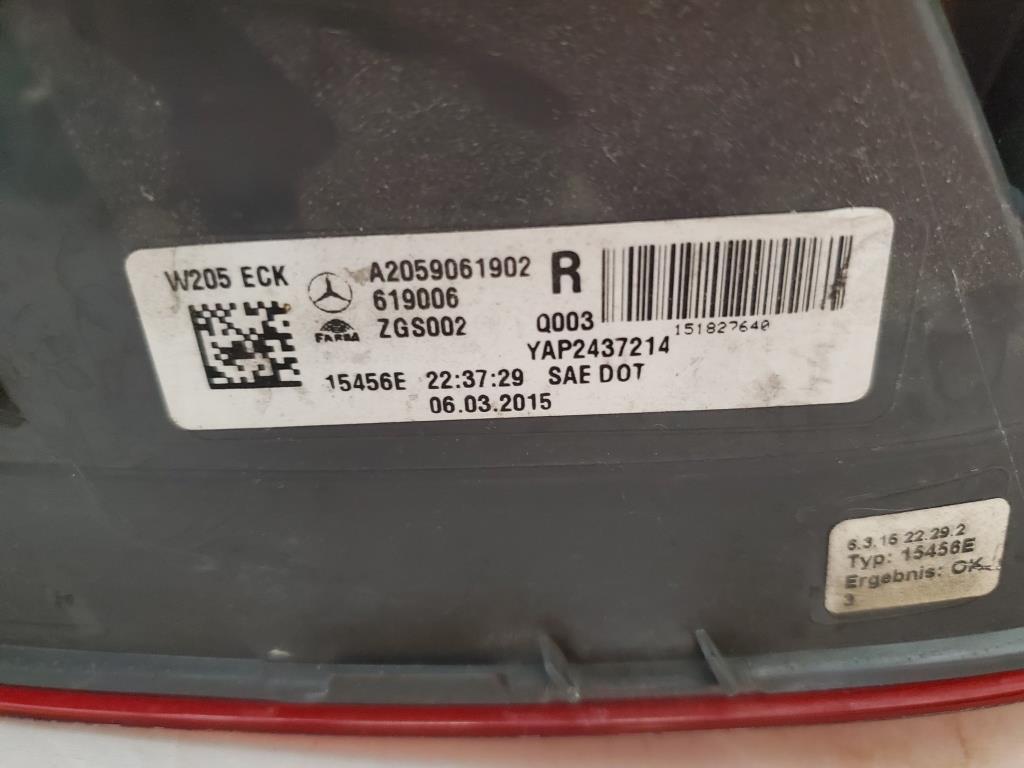 W205 ECK
A2059061902 R
619006
FARBA
ZGS002
Q003
151827640
YAP2437214
15456E 22:37:29 SAE DOT
06.03.2015
6.3.15 22.29.2
Typ: 15456E
Ergebnis: OK
3